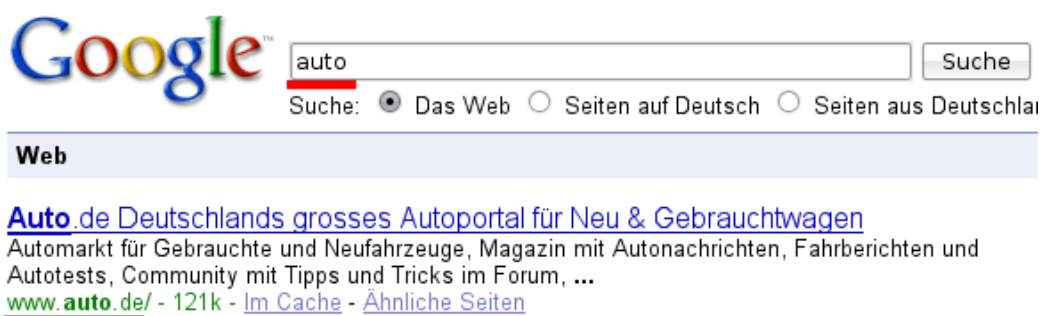 Google™
auto
Suche
Suche: Das Web Seiten auf Deutsch Seiten aus Deutschlan
Web
Auto.de Deutschlands grosses Autoportal für Neu & Gebrauchtwagen
Automarkt für Gebrauchte und Neufahrzeuge, Magazin mit Autonachrichten, Fahrberichten und
Autotests, Community mit Tipps und Tricks im Forum, ...
www.auto.de/ - 121k - Im Cache - Ähnliche Seiten